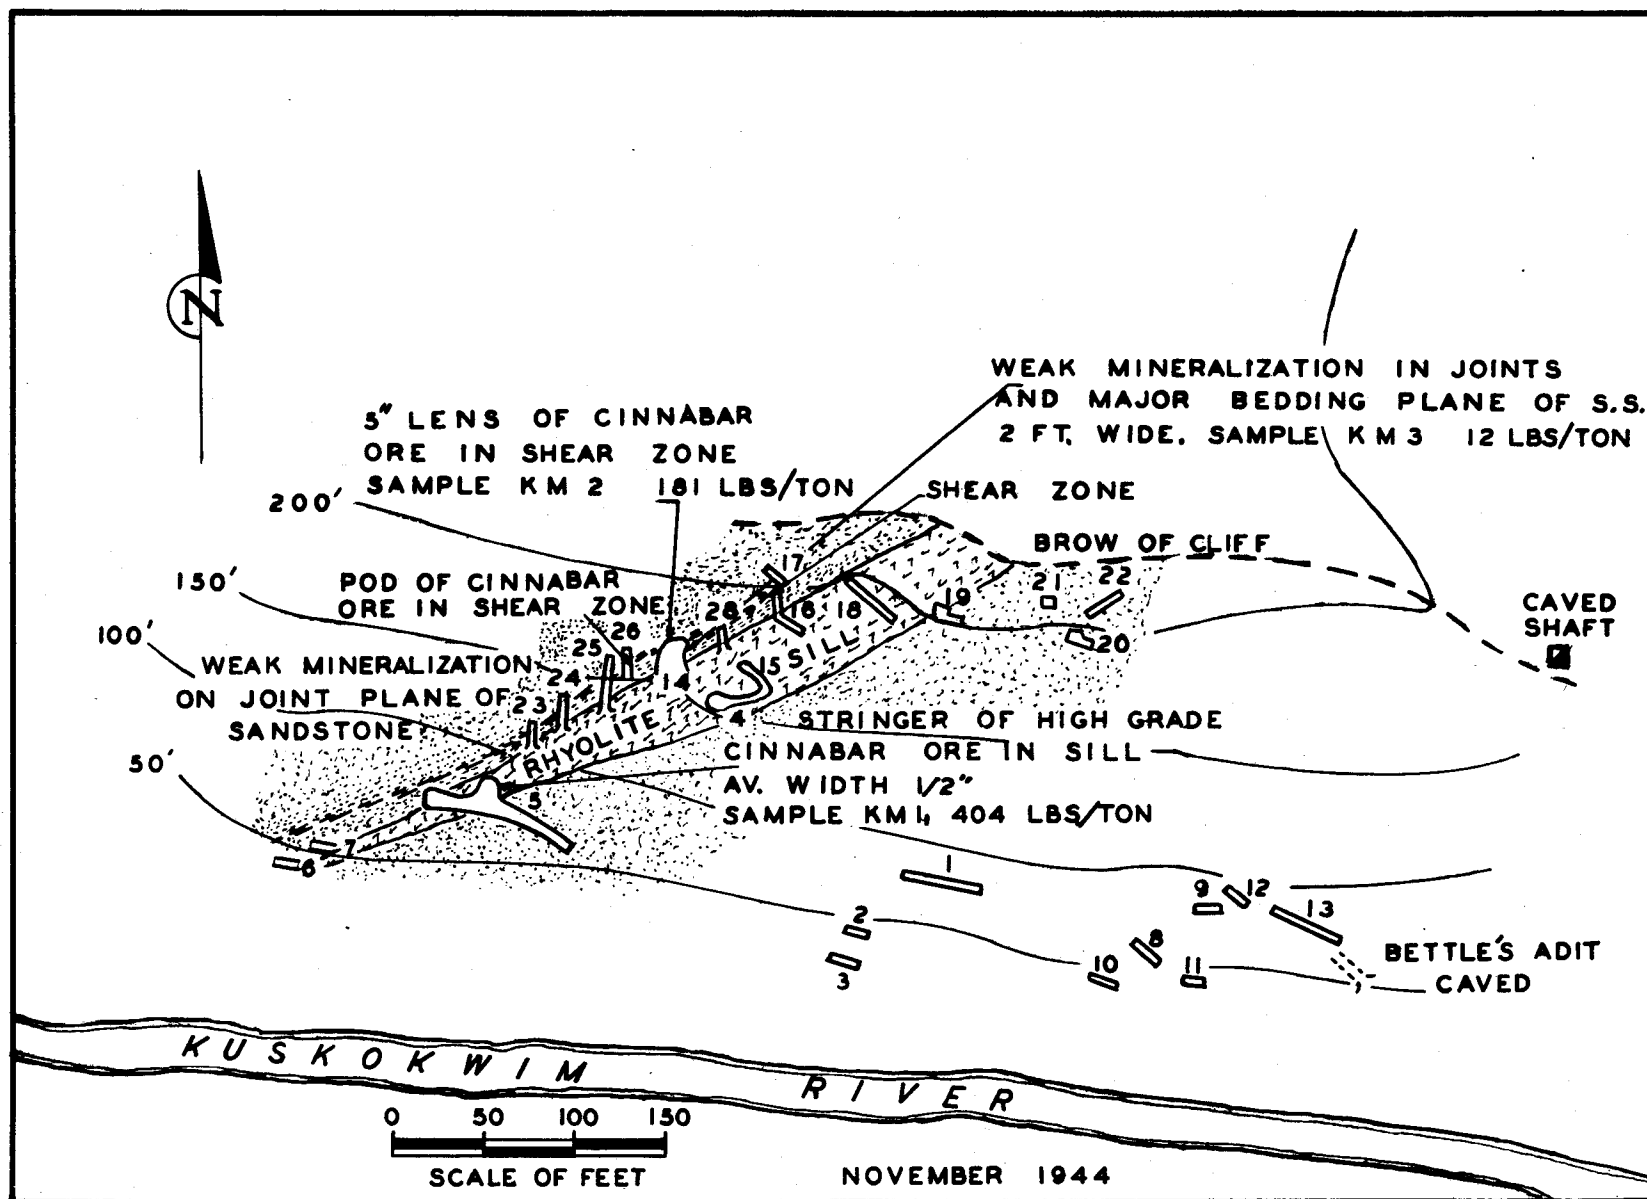 N
WEAK MINERALIZATION IN JOINTS
AND MAJOR BEDDING PLANE OF S.S.
2 FT. WIDE. SAMPLE KM3 12 LBS/TON
5" LENS OF CINNABAR
ORE IN SHEAR ZONE
SAMPLE KM 2 181 LBS/TON
SHEAR ZONE
200'
BROW OF CLIFF
150'
POD OF CINNABAR
ORE IN SHEAR ZONE
17
21
22
28
16
18
19
20
CAVED
SHAFT
100'
WEAK MINERALIZATION
ON JOINT PLANE OF
SANDSTONE
26
25
24
23
14
15
SILL
RHYOLITE
4
STRINGER OF HIGH GRADE
CINNABAR ORE IN SILL
AV. WIDTH 1/2"
SAMPLE KM1, 404 LBS/TON
50'
5
7
6
1
2
3
9
12
13
8
10
11
BETTLE'S ADIT
CAVED
KUSKOKWIM RIVER
0 50 100 150
SCALE OF FEET
NOVEMBER 1944